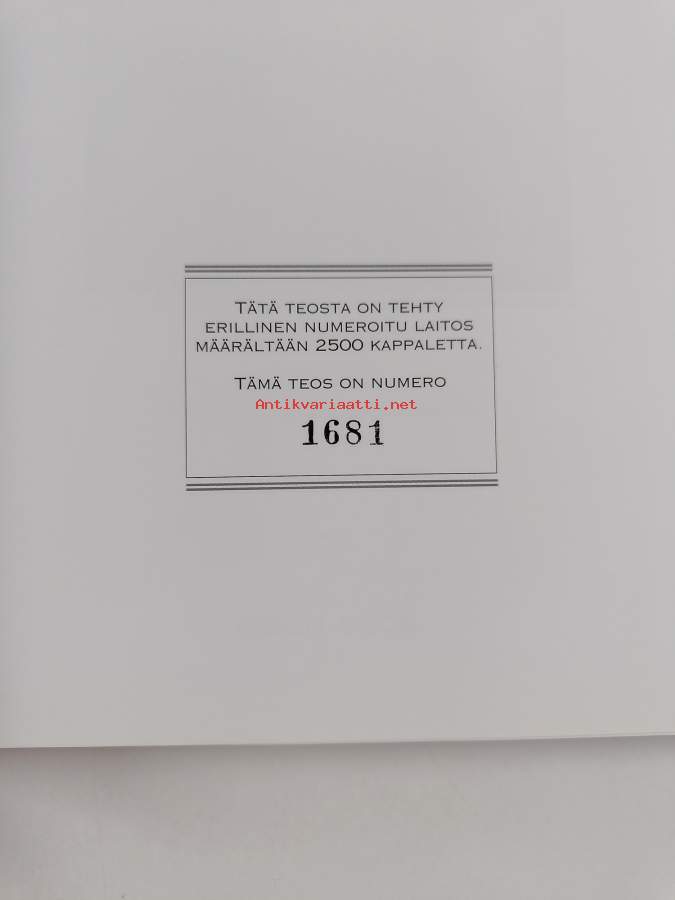 TÄTÄ TEOSTA ON TEHTY
ERILLINEN NUMEROITU LAITOS
MÄÄRÄLTÄÄN 2500 KAPPALETTA.
TÄMÄ TEOS ON NUMERO
Antikvariaatti.net
1681